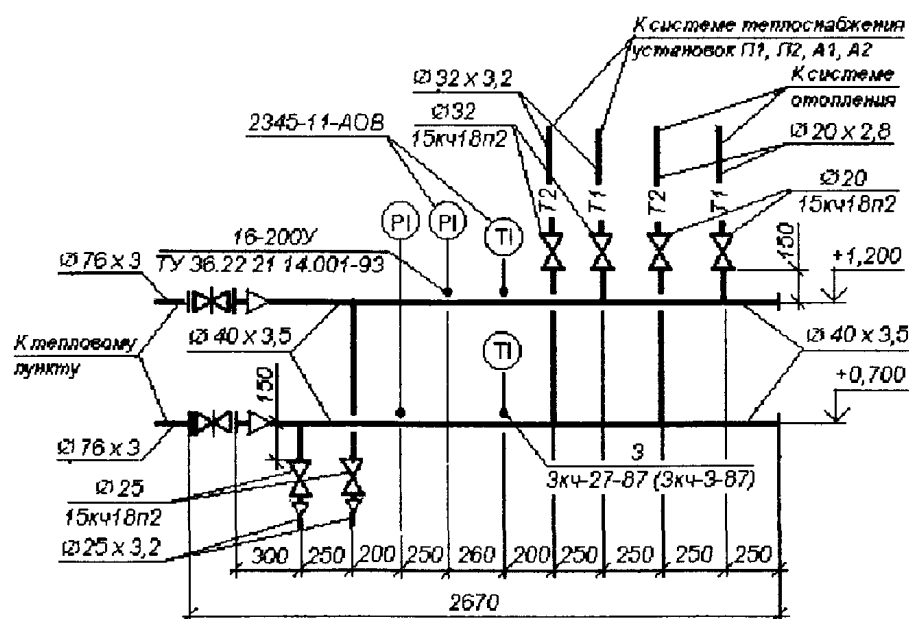 К системе теплоснабжения
установок П1, П2, А1, А2
Ø32 х 3,2
К системе
отопления
2345-11-АОВ
Ø32
15кч18п2
Ø20 х 2,8
Т2
Т1
Т2
Т1
Ø20
15кч18п2
PI
PI
TI
150
16-200У
ТУ 36.22 21 14.001-93
+1,200
Ø76 х 3
К тепловому
пункту
Ø40 х 3,5
TI
Ø40 х 3,5
150
+0,700
Ø76 х 3
3
3кч-27-87 (3кч-3-87)
Ø25
15кч18п2
Ø25 х 3,2
300
250
200
250
260
200
250
250
250
250
2670